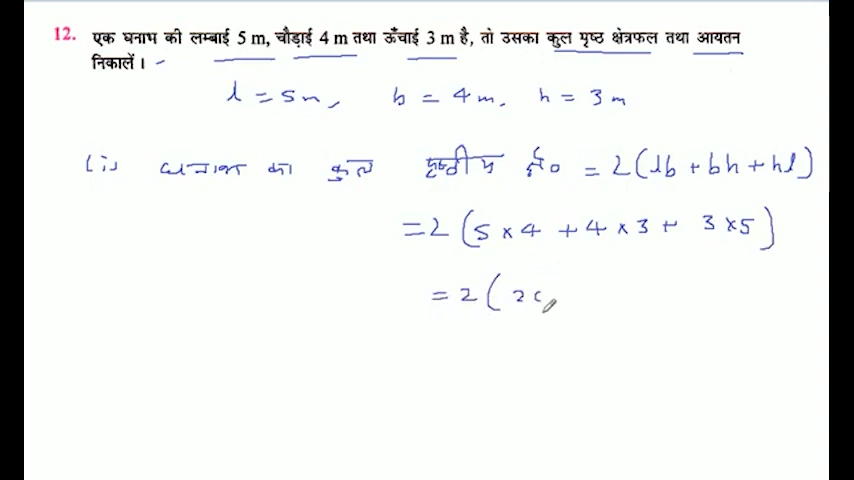 12. एक घनाभ की लम्बाई 5 m, चौड़ाई 4 m तथा ऊँचाई 3 m है, तो उसका कुल पृष्ठ क्षेत्रफल तथा आयतन
निकालें।
l = 5m, b = 4m, h = 3m
(i) घनाभ का कुल पृष्ठीय क्षे० = 2(lb + bh + hl)
= 2(5 × 4 + 4 × 3 + 3 × 5)
= 2(20